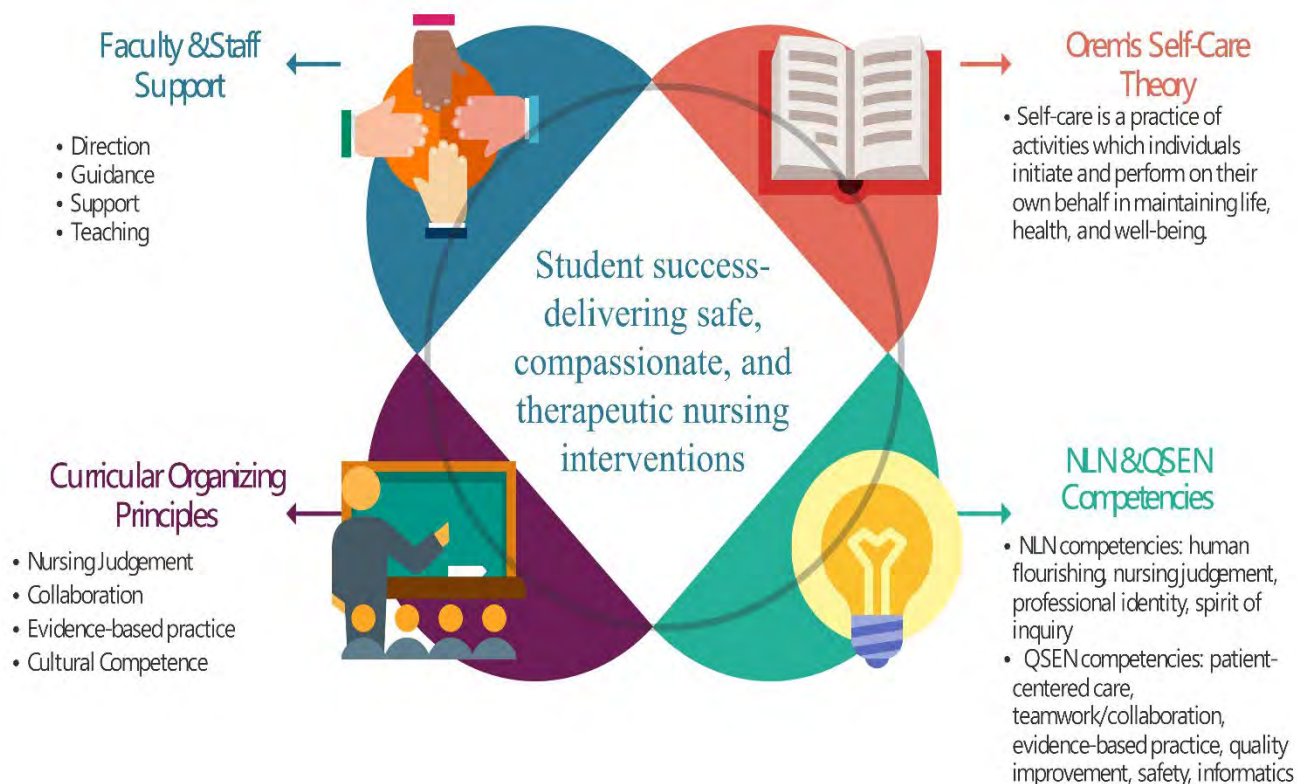 Faculty & Staff
Support
• Direction
• Guidance
• Support
• Teaching
Orem's Self-Care
Theory
• Self-care is a practice of
activities which individuals
initiate and perform on their
own behalf in maintaining life,
health, and well-being.
Student success-
delivering safe,
compassionate, and
therapeutic nursing
interventions
Curricular Organizing
Principles
• Nursing Judgement
• Collaboration
• Evidence-based practice
• Cultural Competence
NLN & QSEN
Competencies
• NLN competencies: human
flourishing, nursing judgement,
professional identity, spirit of
inquiry
• QSEN competencies: patient-
centered care,
teamwork/collaboration,
evidence-based practice, quality
improvement, safety, informatics